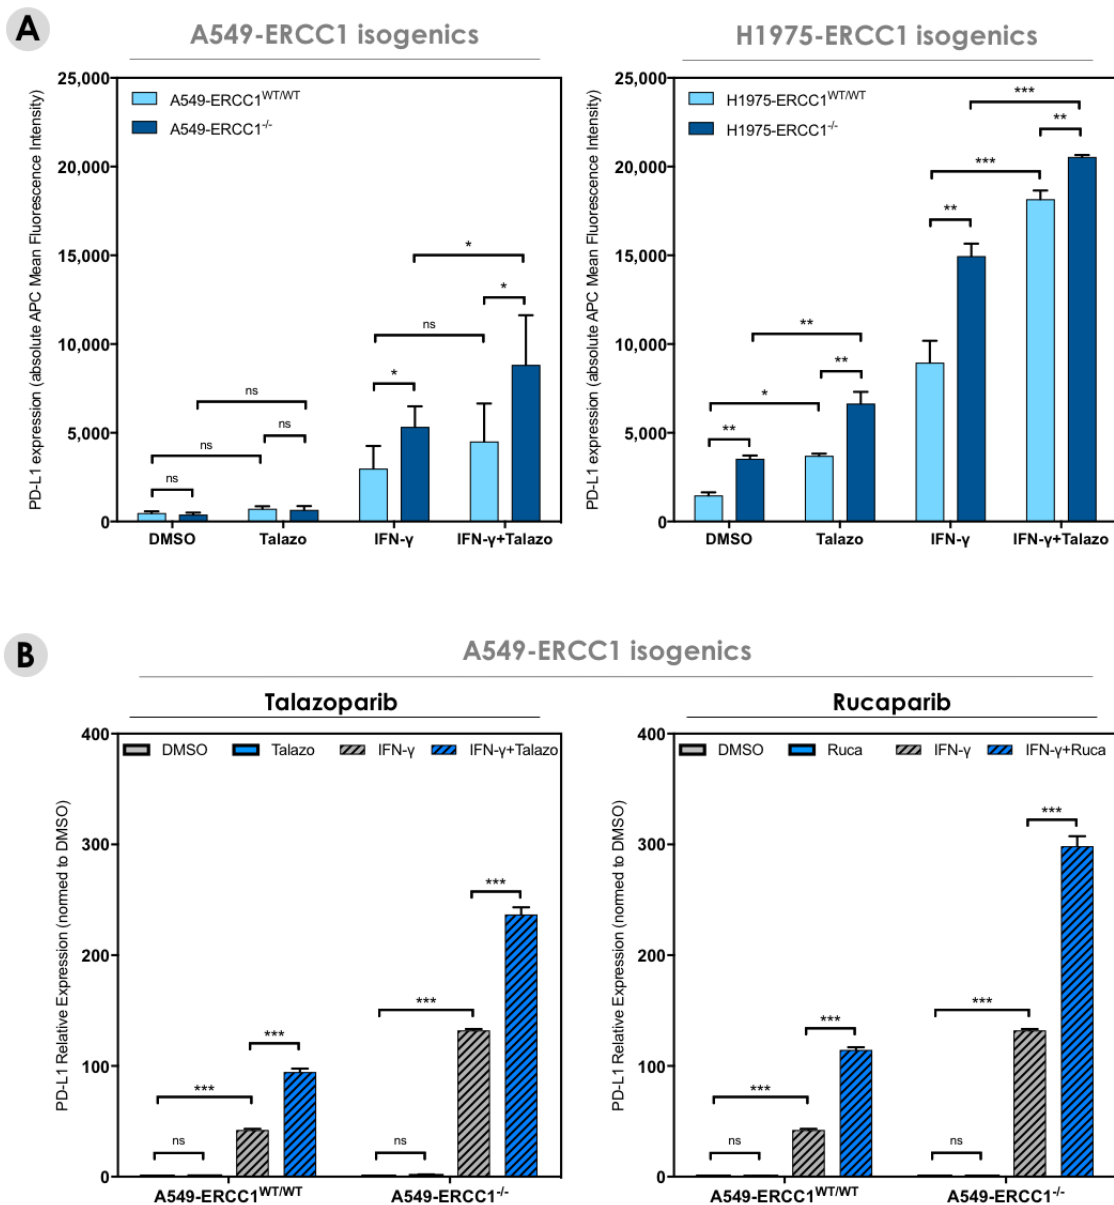 A
A549-ERCC1 isogenics
H1975-ERCC1 isogenics
PD-L1 expression (absolute APC Mean Fluorescence Intensity)
25,000
20,000
15,000
10,000
5,000
0
A549-ERCC1WT/WT
A549-ERCC1-/-
ns
ns
ns
ns
*
ns
*
*
DMSO
Talazo
IFN-γ
IFN-γ+Talazo
PD-L1 expression (absolute APC Mean Fluorescence Intensity)
25,000
20,000
15,000
10,000
5,000
0
H1975-ERCC1WT/WT
H1975-ERCC1-/-
**
*
**
**
**
***
***
**
DMSO
Talazo
IFN-γ
IFN-γ+Talazo
B
A549-ERCC1 isogenics
Talazoparib
PD-L1 Relative Expression (normed to DMSO)
400
300
200
100
0
DMSO
Talazo
IFN-γ
IFN-γ+Talazo
ns
***
***
ns
***
***
A549-ERCC1WT/WT
A549-ERCC1-/-
Rucaparib
PD-L1 Relative Expression (normed to DMSO)
400
300
200
100
0
DMSO
Ruca
IFN-γ
IFN-γ+Ruca
ns
***
***
ns
***
***
A549-ERCC1WT/WT
A549-ERCC1-/-